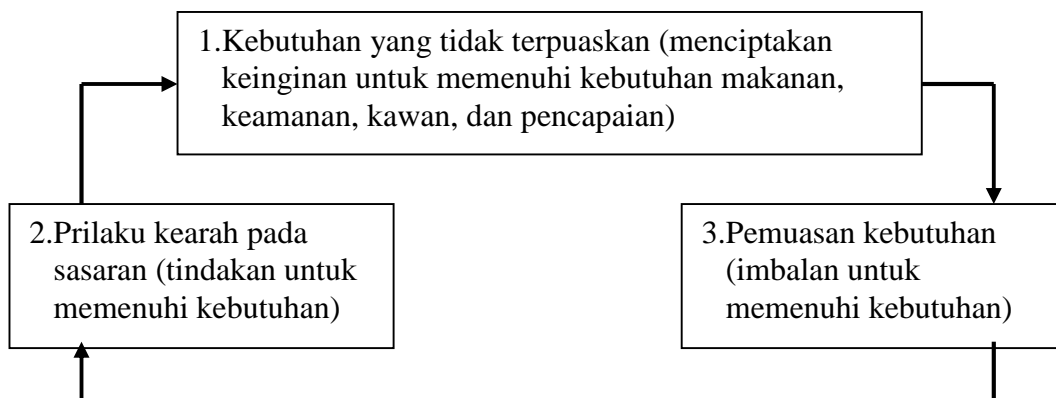 1.Kebutuhan yang tidak terpuaskan (menciptakan
keinginan untuk memenuhi kebutuhan makanan,
keamanan, kawan, dan pencapaian)
2.Prilaku kearah pada
sasaran (tindakan untuk
memenuhi kebutuhan)
3.Pemuasan kebutuhan
(imbalan untuk
memenuhi kebutuhan)